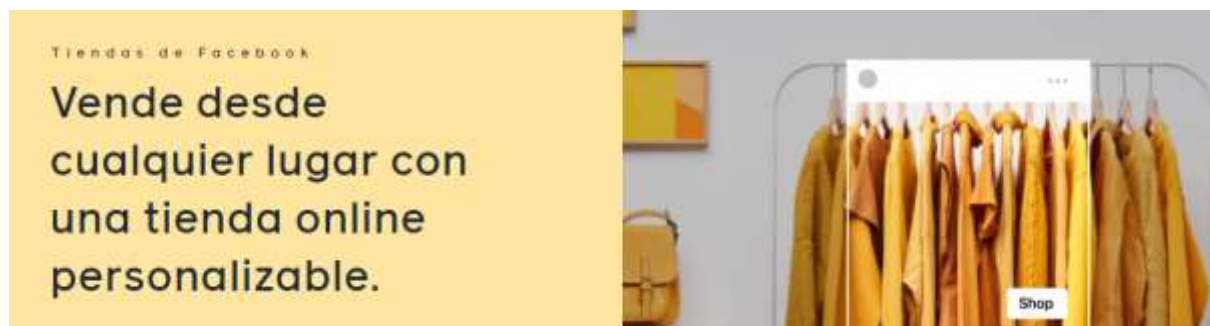 Tiendas de Facebook
Vende desde
cualquier lugar con
una tienda online
personalizable.
Shop